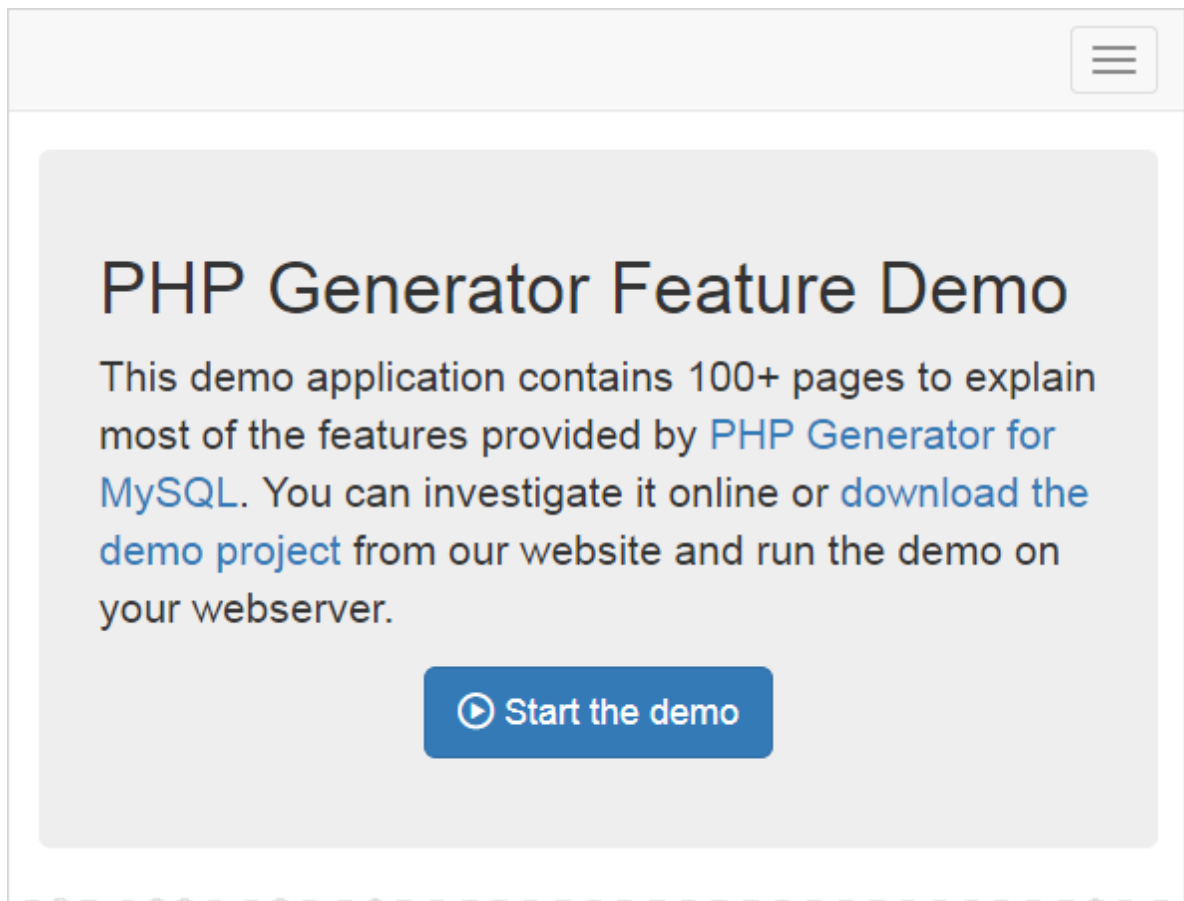 PHP Generator Feature Demo
This demo application contains 100+ pages to explain
most of the features provided by PHP Generator for
MySQL. You can investigate it online or download the
demo project from our website and run the demo on
your webserver.
Start the demo